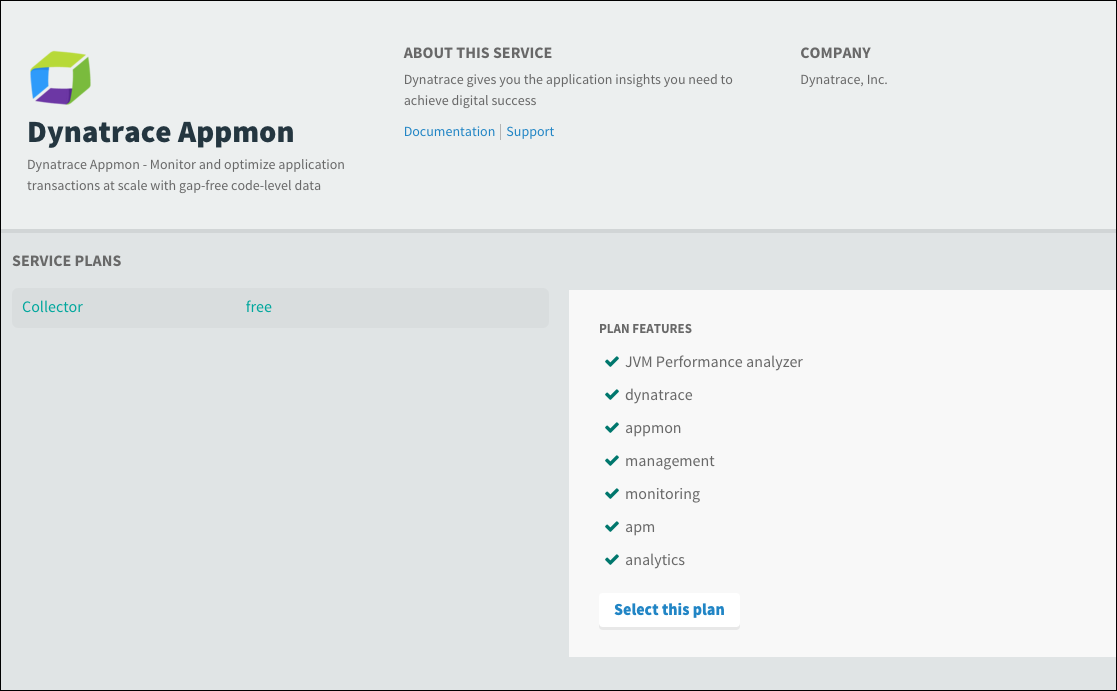 Dynatrace Appmon
Dynatrace Appmon - Monitor and optimize application
transactions at scale with gap-free code-level data
ABOUT THIS SERVICE
Dynatrace gives you the application insights you need to
achieve digital success
Documentation | Support
COMPANY
Dynatrace, Inc.
SERVICE PLANS
Collector free
PLAN FEATURES
JVM Performance analyzer
dynatrace
appmon
management
monitoring
apm
analytics
Select this plan